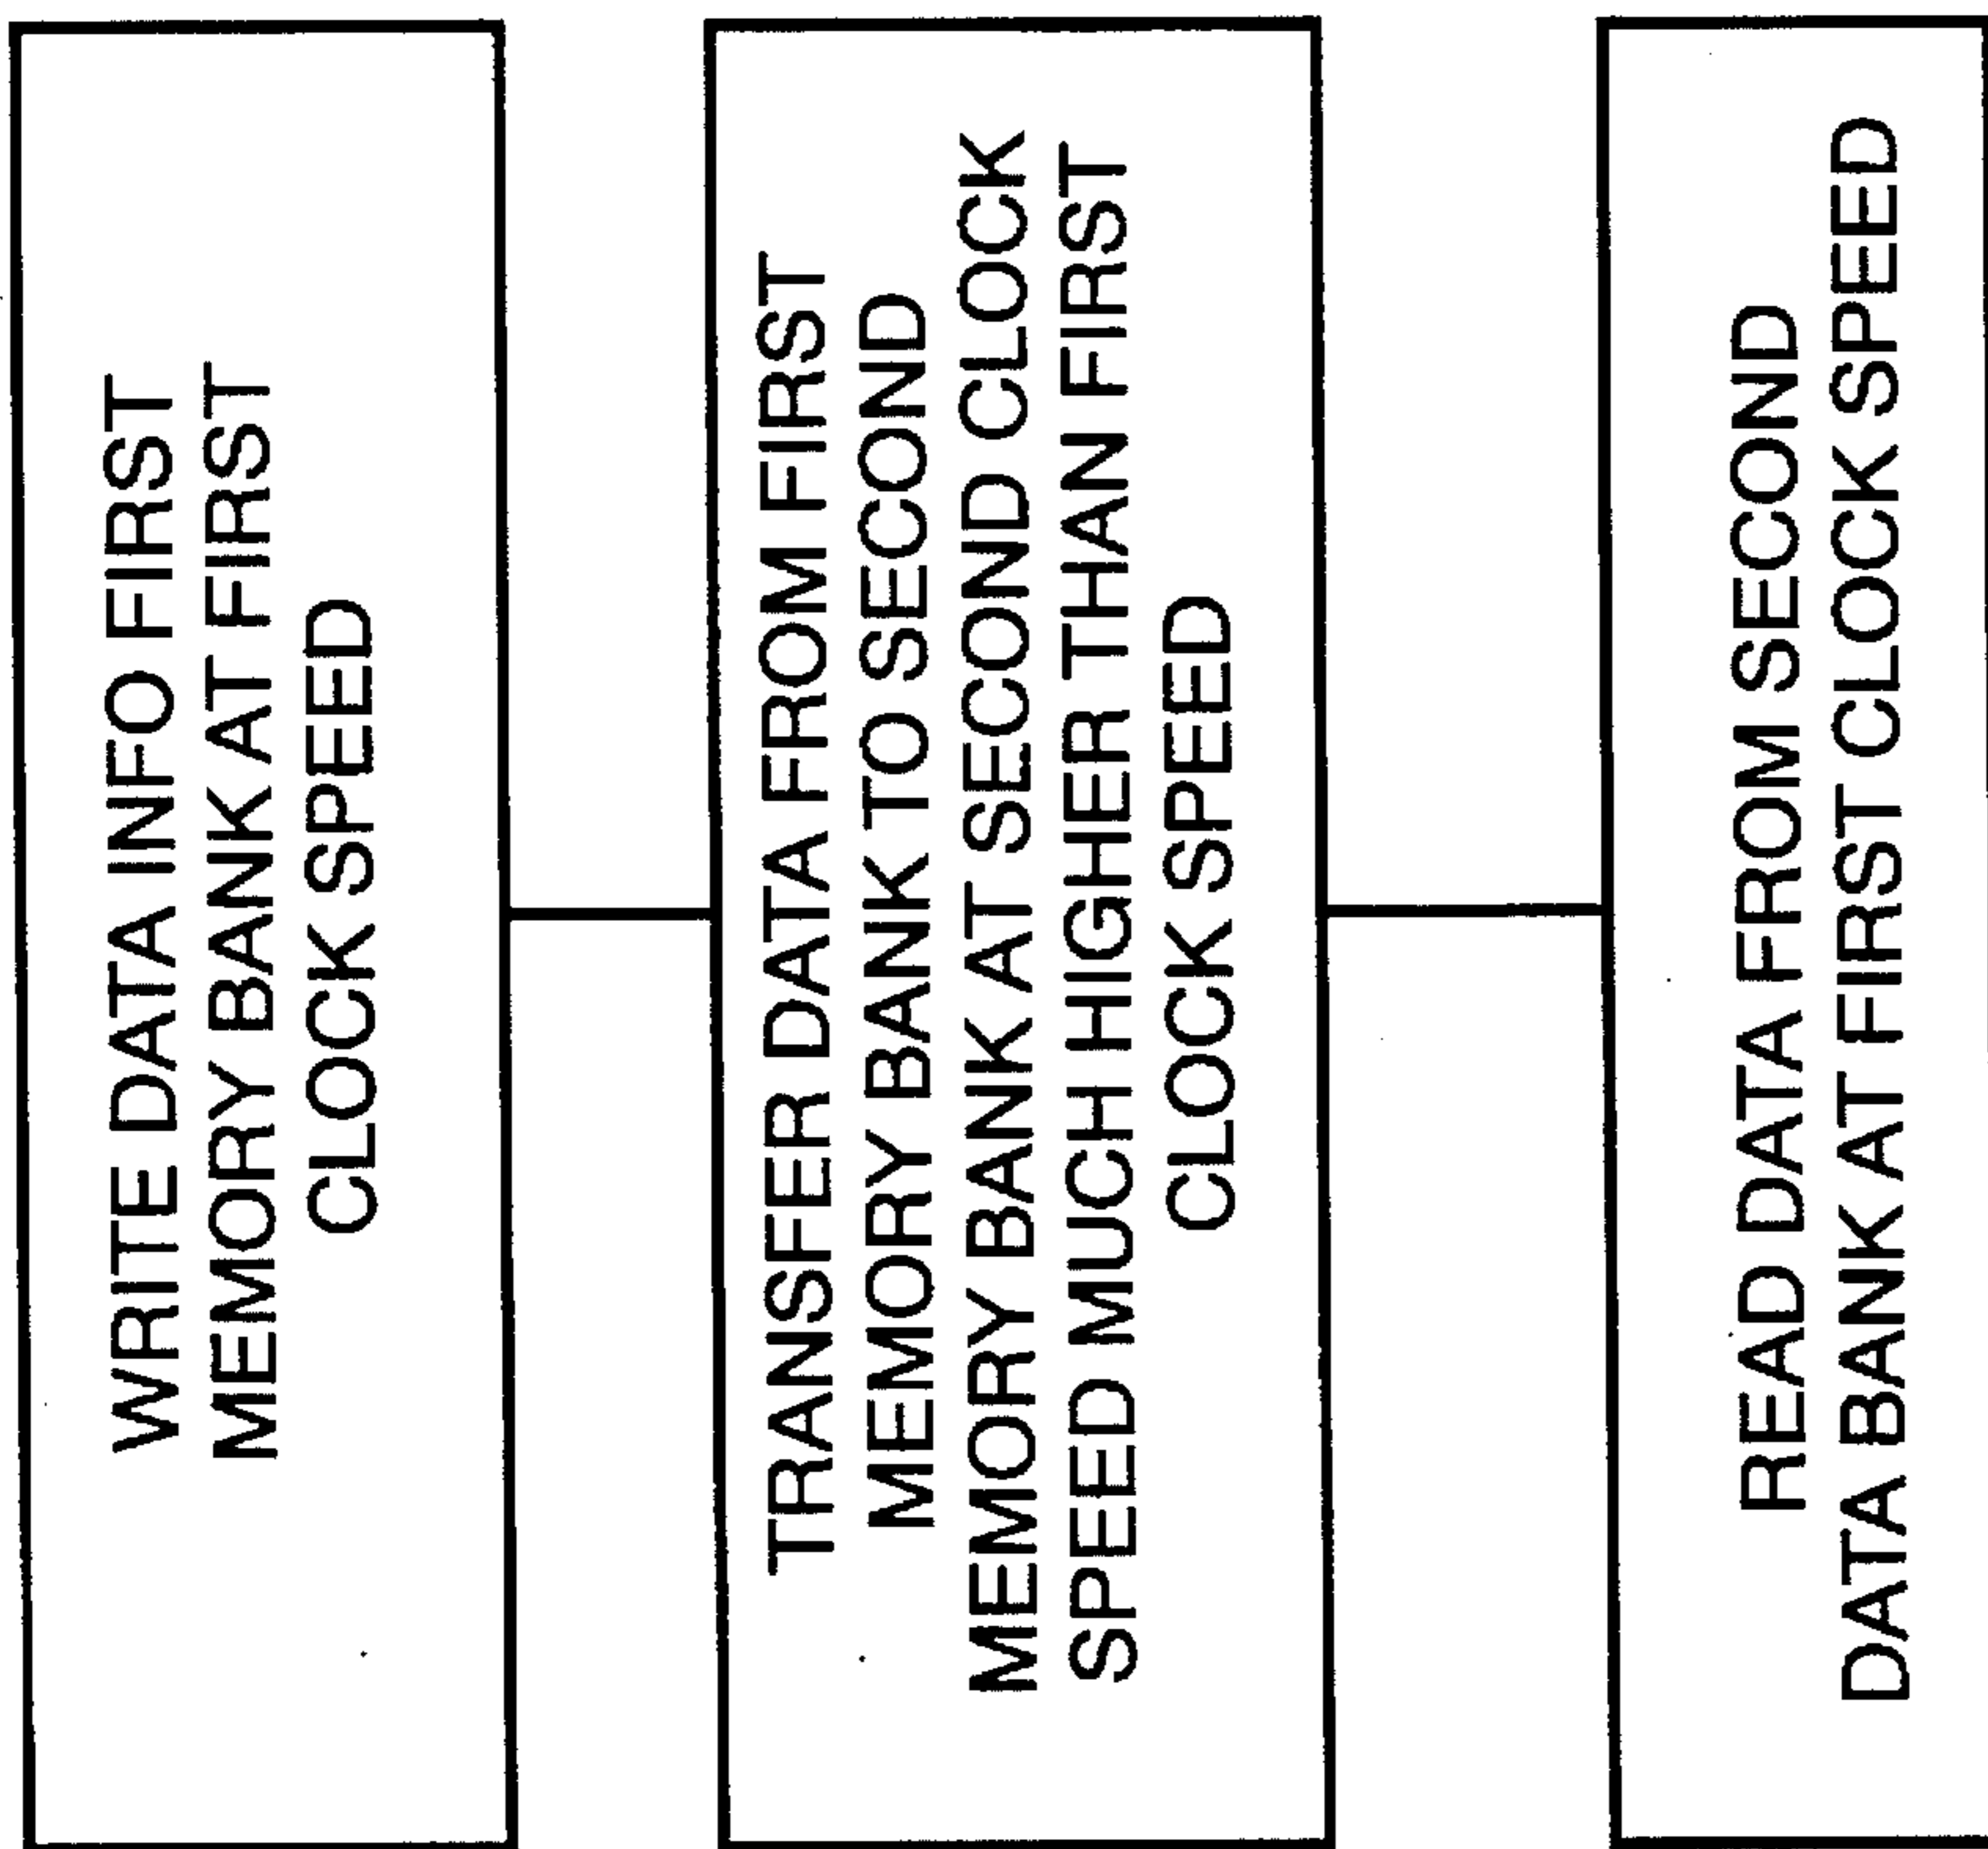 WRITE DATA INFO FIRST
MEMORY BANK AT FIRST
CLOCK SPEED
TRANSFER DATA FROM FIRST
MEMORY BANK TO SECOND
MEMORY BANK AT SECOND CLOCK
SPEED MUCH HIGHER THAN FIRST
CLOCK SPEED
READ DATA FROM SECOND
DATA BANK AT FIRST CLOCK SPEED